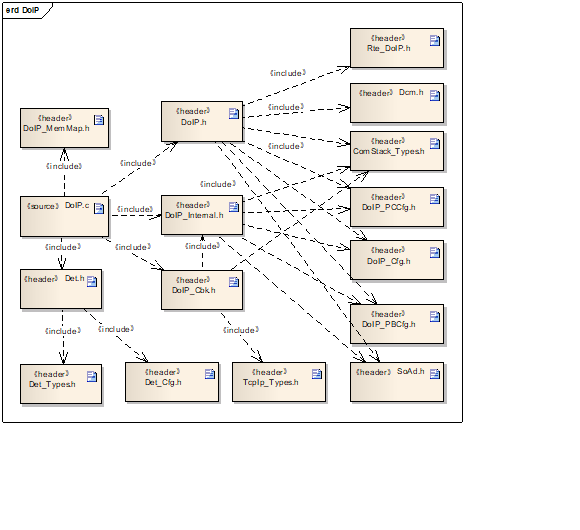 erd DoIP
«header»
Rte_DoIP.h
«include»
«header» Dcm.h
«header»
DoIP_MemMap.h
«header»
DoIP.h
«include»
«header»
ComStack_Types.h
«include»
«include»
«include»
«include»
«header»
DoIP_PCCfg.h
«source» DoIP.c
«include»
«header»
DoIP_Internal.h
«include»
«include»
«include»
«header»
DoIP_Cfg.h
«header» Det.h
«header»
DoIP_Cbk.h
«header»
DoIP_PBCfg.h
«include»
«include»
«include»
«header»
Det_Types.h
«header»
Det_Cfg.h
«header»
TcpIp_Types.h
«header» SoAd.h